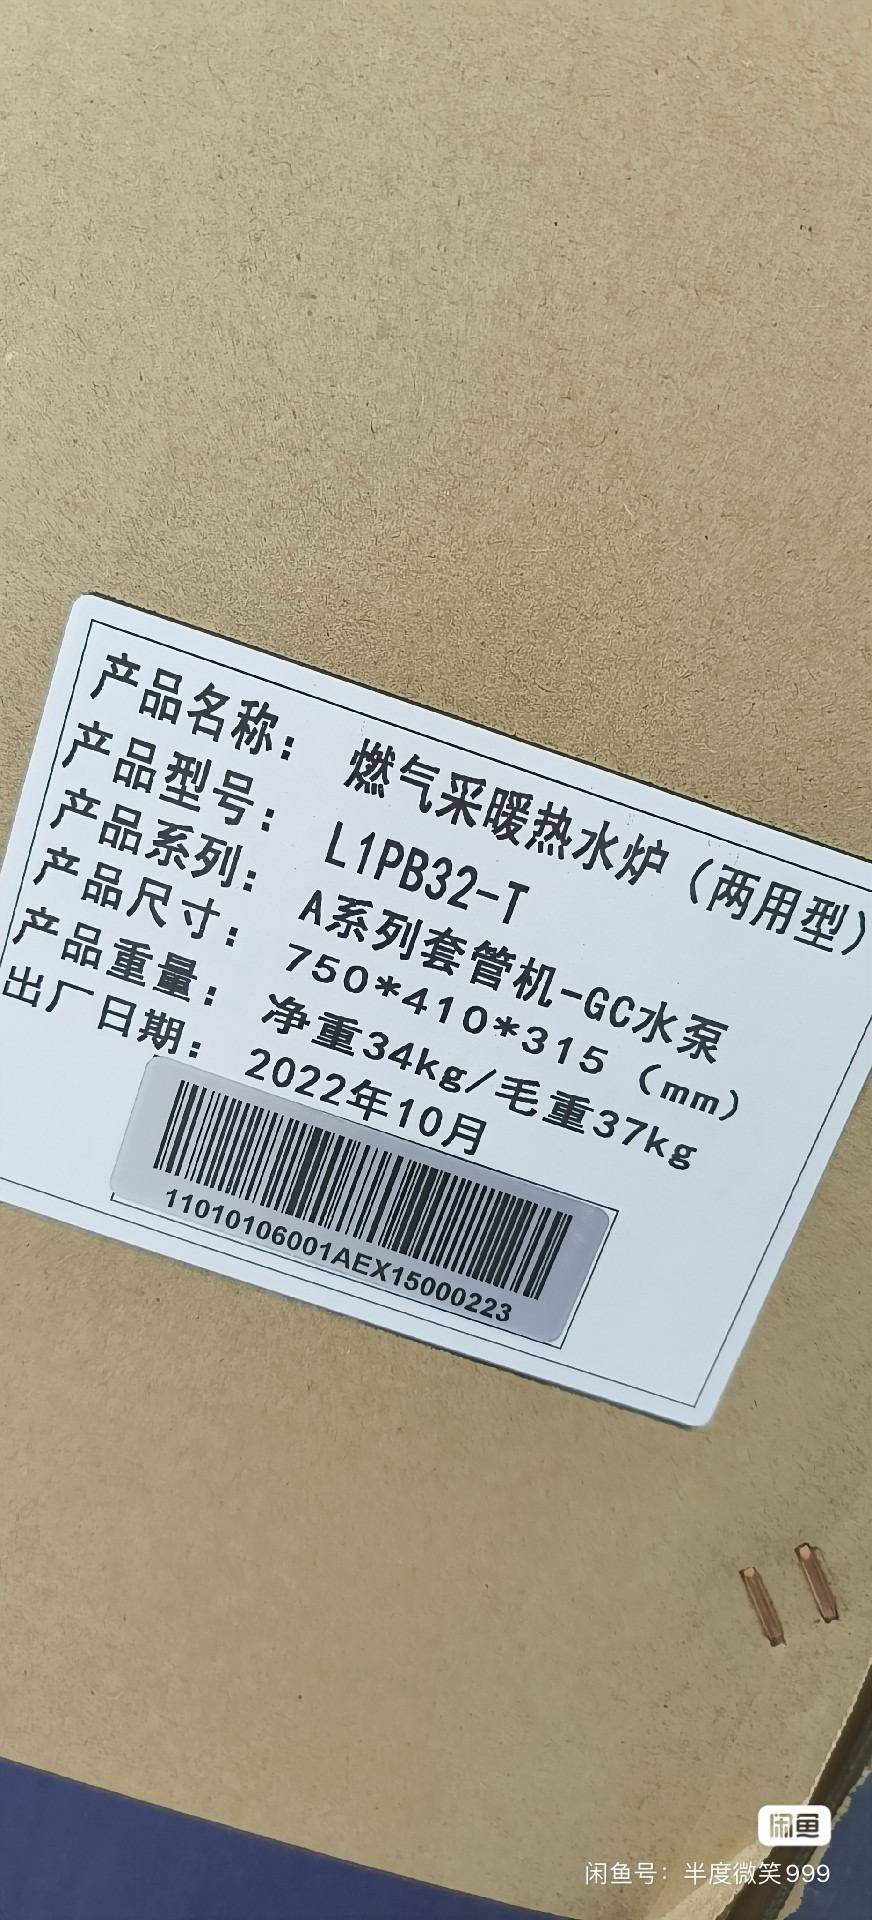 产品名称： 燃气采暖热水炉（两用型）
产品型号： L1PB32-T
产品系列： A系列套管机-GC水泵
产品尺寸： 750*410*315（mm）
产品重量： 净重34kg/毛重37kg
出厂日期： 2022年10月
11010106001AEX15000223
闲鱼
闲鱼号：半度微笑999